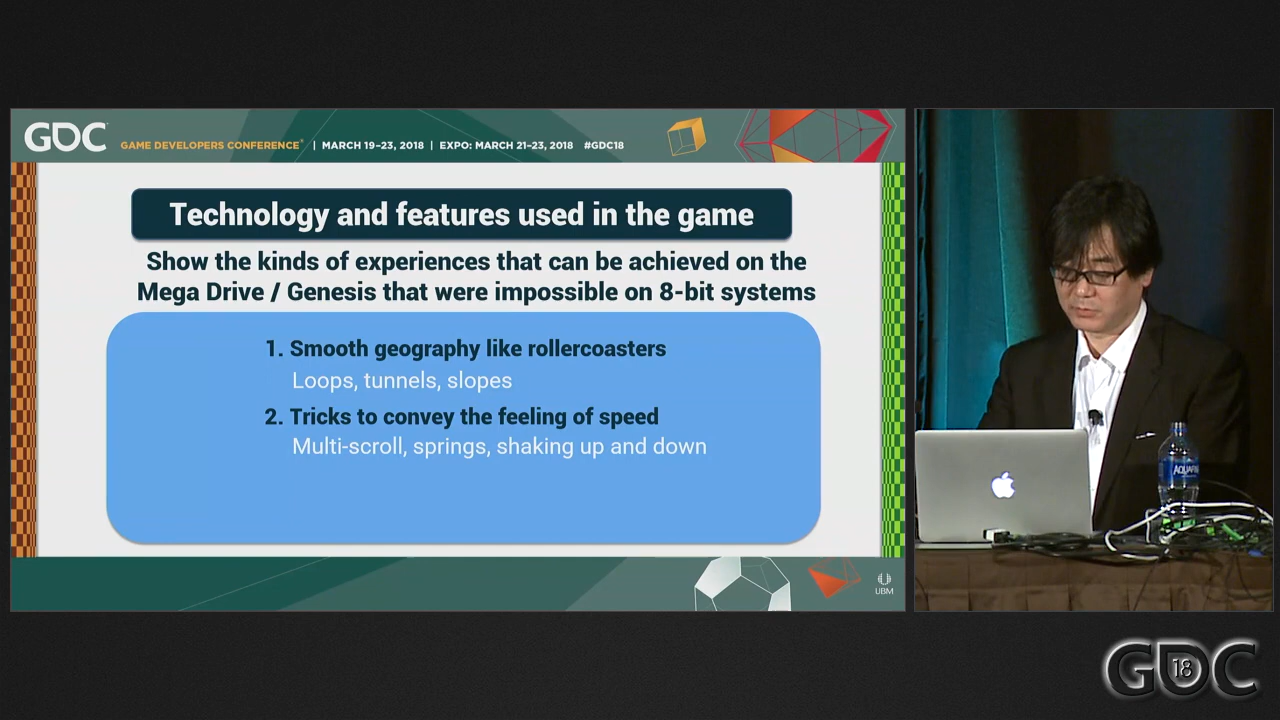 GDC
GAME DEVELOPERS CONFERENCE® | MARCH 19–23, 2018 | EXPO: MARCH 21–23, 2018 #GDC18
Technology and features used in the game
Show the kinds of experiences that can be achieved on the
Mega Drive / Genesis that were impossible on 8-bit systems
1. Smooth geography like rollercoasters
Loops, tunnels, slopes
2. Tricks to convey the feeling of speed
Multi-scroll, springs, shaking up and down
UBM
AQUAFINA
GDC
18